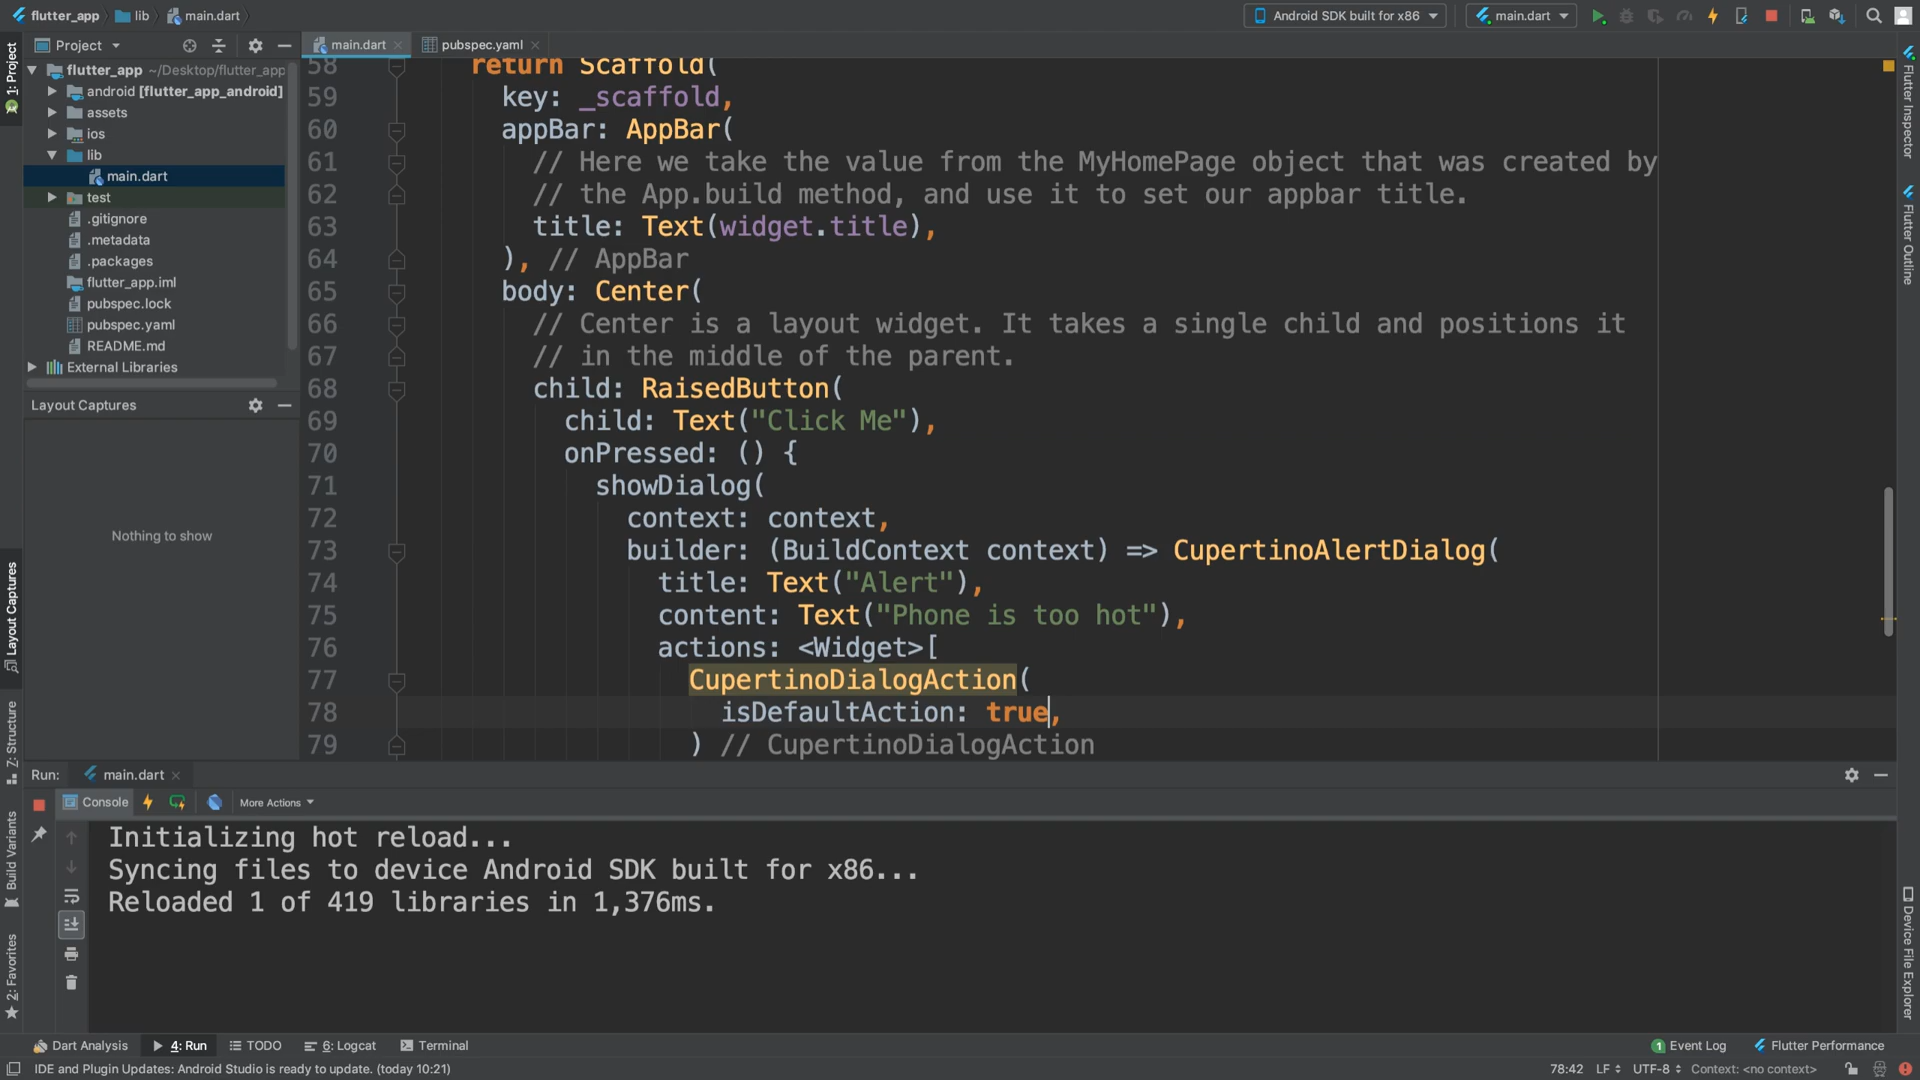 flutter_app
lib
main.dart
Android SDK built for x86
main.dart
Project
main.dart
pubspec.yaml
1: Project
flutter_app ~/Desktop/flutter_app
android [flutter_app_android]
assets
ios
lib
main.dart
test
.gitignore
.metadata
.packages
flutter_app.iml
pubspec.lock
pubspec.yaml
README.md
External Libraries
Layout Captures
Nothing to show
Layout Captures
Z: Structure
Build Variants
2: Favorites
58 return Scaffold(
59 key: _scaffold,
60 appBar: AppBar(
61 // Here we take the value from the MyHomePage object that was created by
62 // the App.build method, and use it to set our appbar title.
63 title: Text(widget.title),
64 ), // AppBar
65 body: Center(
66 // Center is a layout widget. It takes a single child and positions it
67 // in the middle of the parent.
68 child: RaisedButton(
69 child: Text("Click Me"),
70 onPressed: () {
71 showDialog(
72 context: context,
73 builder: (BuildContext context) => CupertinoAlertDialog(
74 title: Text("Alert"),
75 content: Text("Phone is too hot"),
76 actions: <Widget>[
77 CupertinoDialogAction(
78 isDefaultAction: true,
79 ) // CupertinoDialogAction
Flutter Inspector
Flutter Outline
Device File Explorer
Run: main.dart
Console
More Actions
Initializing hot reload...
Syncing files to device Android SDK built for x86...
Reloaded 1 of 419 libraries in 1,376ms.
Dart Analysis
4: Run
TODO
6: Logcat
Terminal
1 Event Log
Flutter Performance
IDE and Plugin Updates: Android Studio is ready to update. (today 10:21)
78:42 LF UTF-8 Context: <no context>